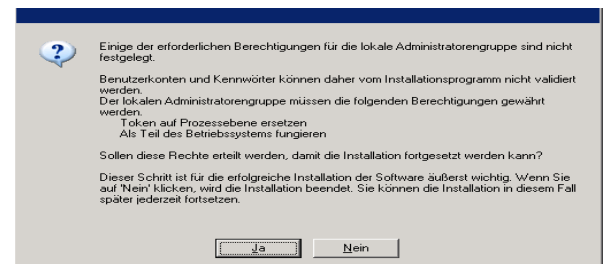 Einige der erforderlichen Berechtigungen für die lokale Administratorengruppe sind nicht
festgelegt.
Benutzerkonten und Kennwörter können daher vom Installationsprogramm nicht validiert
werden.
Der lokalen Administratorengruppe müssen die folgenden Berechtigungen gewährt
werden.
Token auf Prozessebene ersetzen
Als Teil des Betriebssystems fungieren
Sollen diese Rechte erteilt werden, damit die Installation fortgesetzt werden kann?
Dieser Schritt ist für die erfolgreiche Installation der Software äußerst wichtig. Wenn Sie
auf 'Nein' klicken, wird die Installation beendet. Sie können die Installation in diesem Fall
später jederzeit fortsetzen.
Ja
Nein